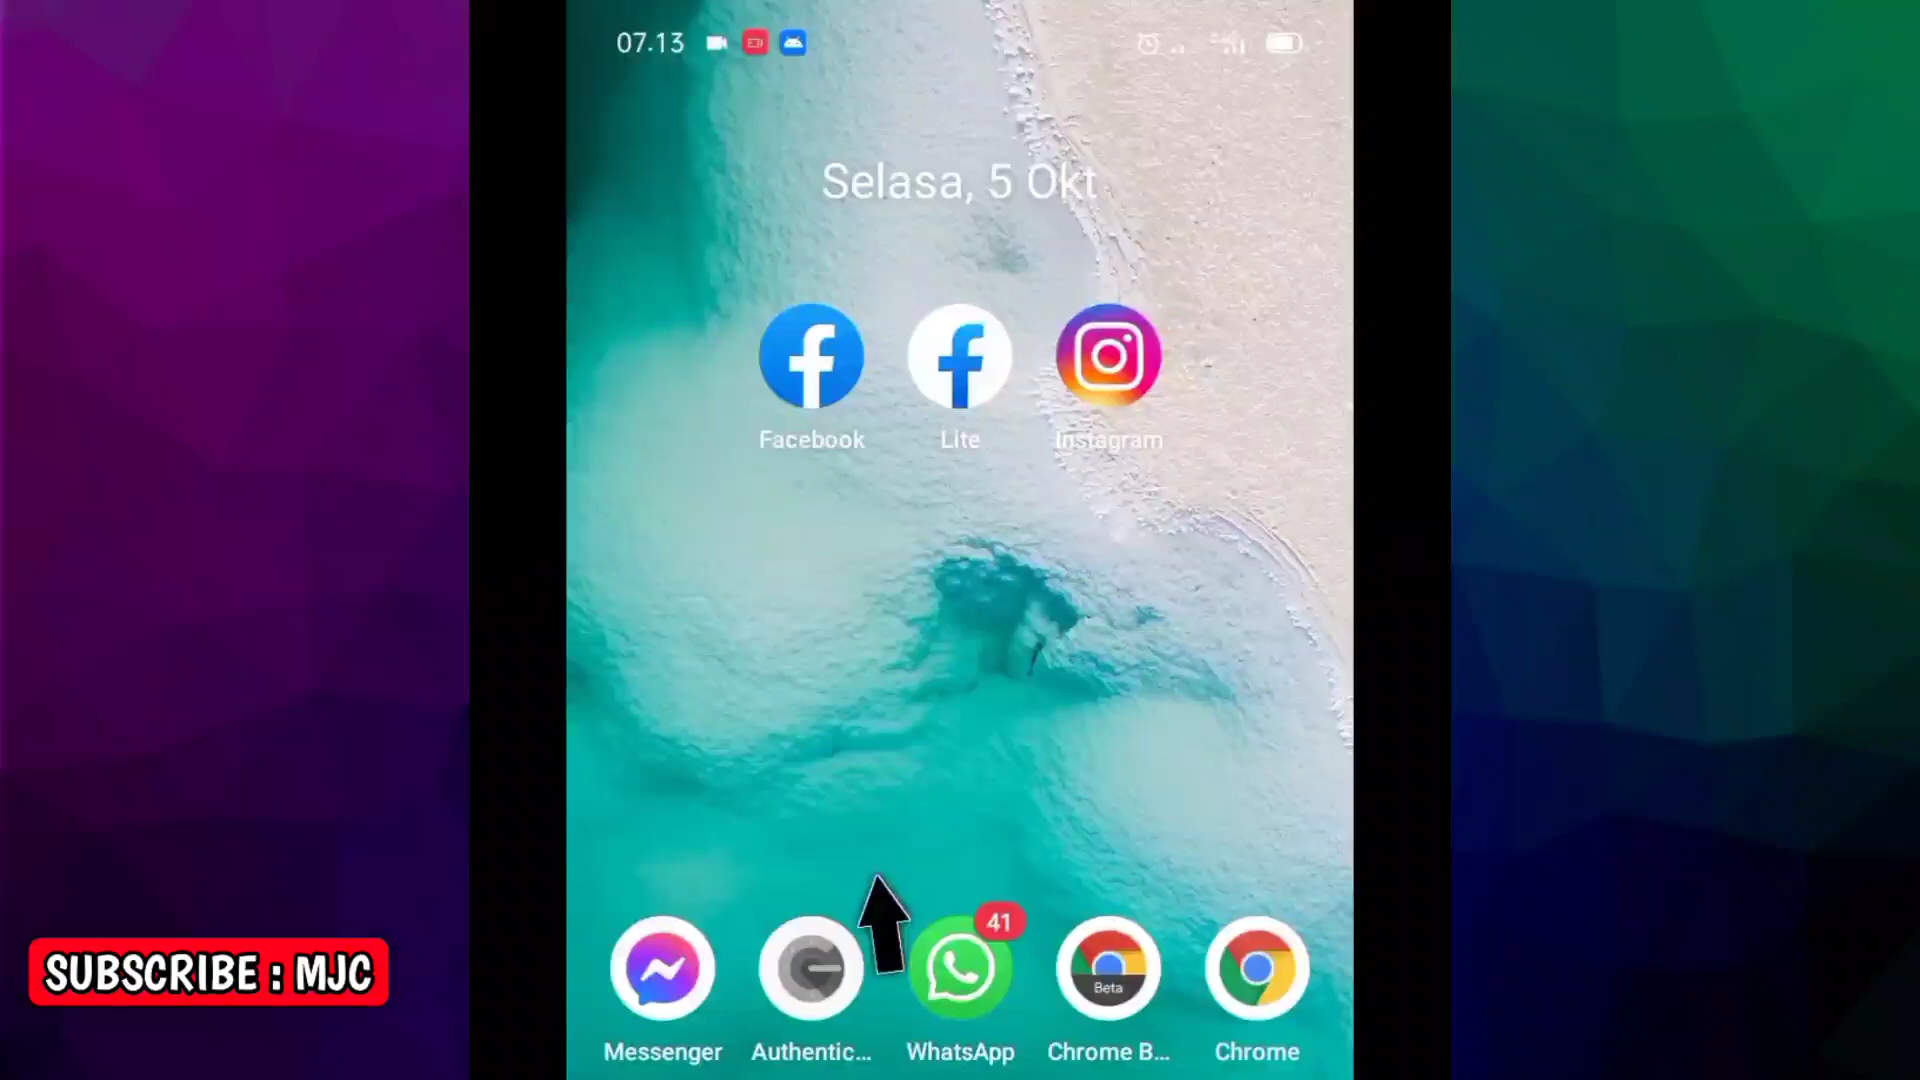 07.13
Selasa, 5 Okt
Facebook Lite Instagram
41
Beta
Messenger Authentic... WhatsApp Chrome B... Chrome
SUBSCRIBE : MJC